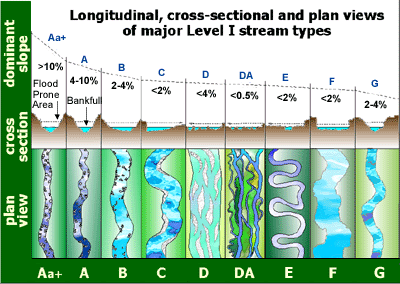 Longitudinal, cross-sectional and plan views
of major Level I stream types
dominant
slope
Aa+
A
B
C
D
DA
E
F
G
>10%
4-10%
2-4%
<2%
<4%
<0.5%
<2%
<2%
2-4%
Flood
Prone
Area
Bankfull
cross
section
plan
view
Aa+
A
B
C
D
DA
E
F
G